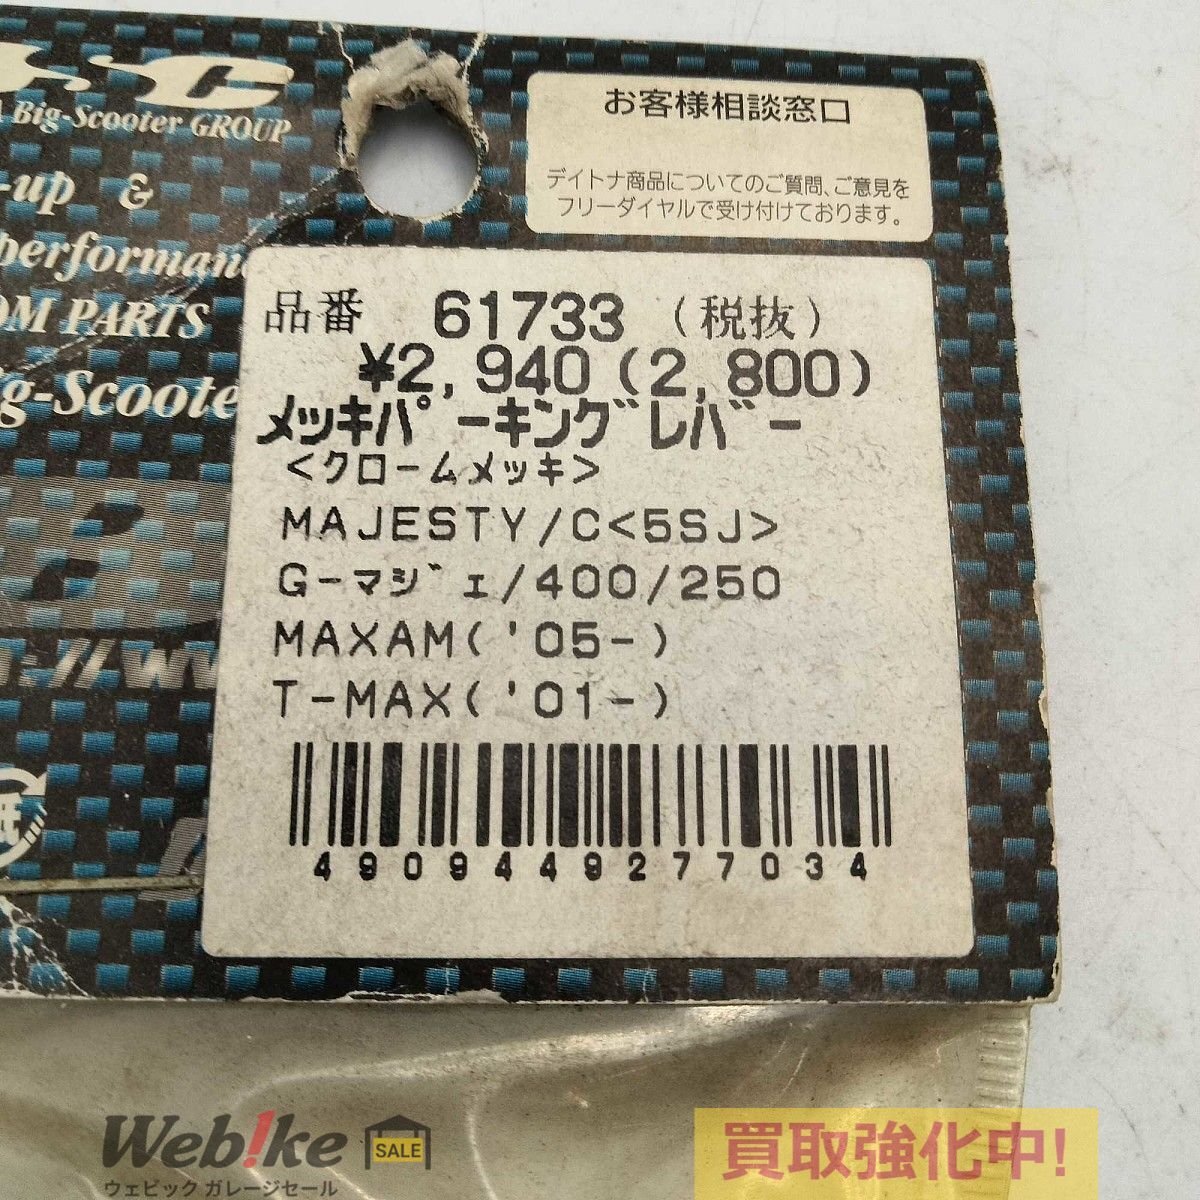 Big-Scooter GROUP
-up &
performan
OM PARTS
g-Scoote
お客様相談窓口
デイトナ商品についてのご質問、ご意見を
フリーダイヤルで受け付けております。
品番 61733 (税抜)
¥2,940(2,800)
メッキパーキングレバー
<クロームメッキ>
MAJESTY/C<5SJ>
G-マジェ/400/250
MAXAM('05-)
T-MAX('01-)
4909449277034
Web!ke SALE
ウェビック ガレージセール
買取強化中!